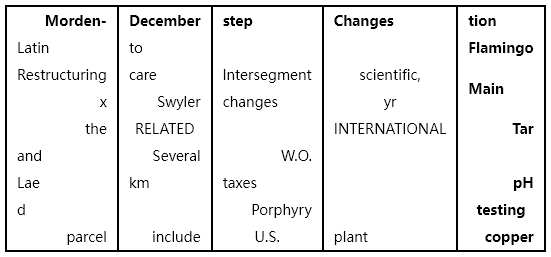 Morden- December step Changes tion
Latin to Flamingo
Restructuring care Intersegment scientific, Main
x Swyler changes yr
the RELATED INTERNATIONAL Tar
and Several W.O.
Lae km taxes pH
d Porphyry testing
parcel include U.S. plant copper